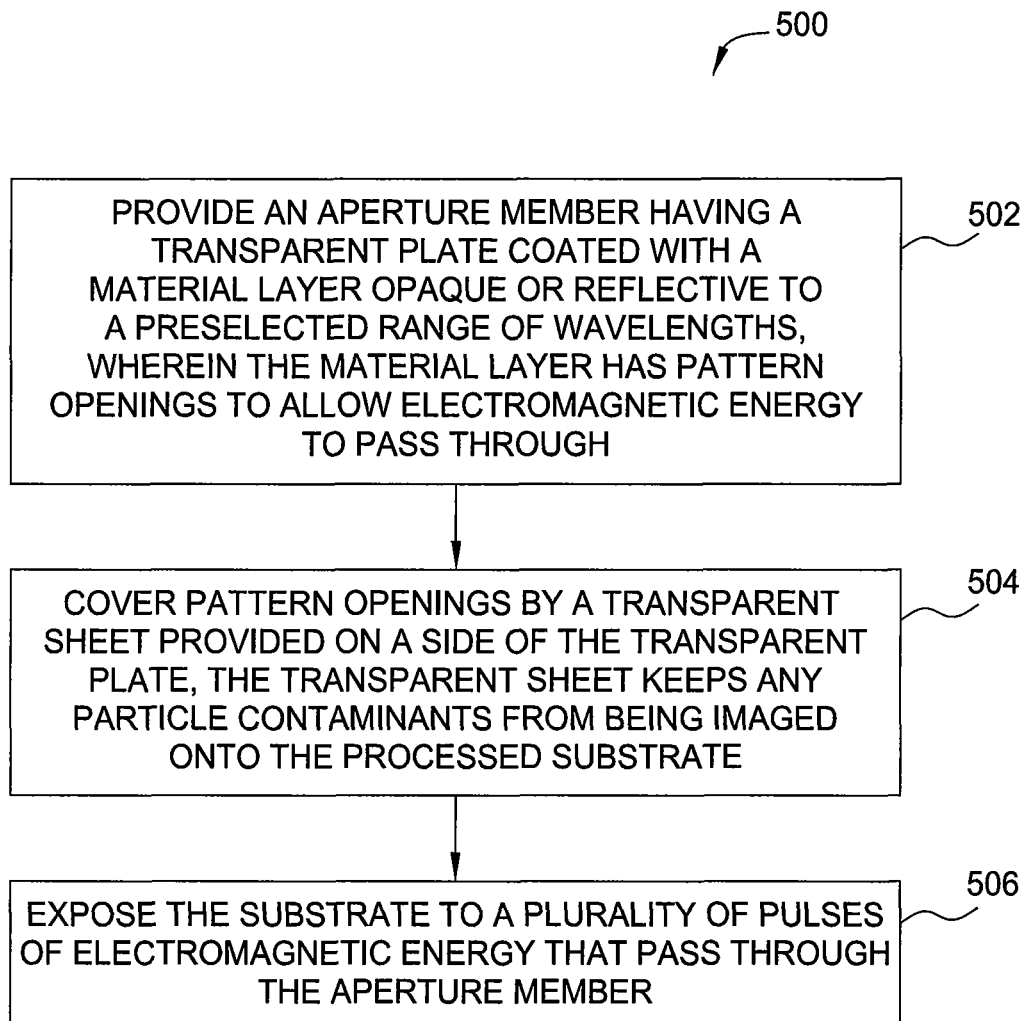 500
PROVIDE AN APERTURE MEMBER HAVING A
TRANSPARENT PLATE COATED WITH A
MATERIAL LAYER OPAQUE OR REFLECTIVE TO
A PRESELECTED RANGE OF WAVELENGTHS,
WHEREIN THE MATERIAL LAYER HAS PATTERN
OPENINGS TO ALLOW ELECTROMAGNETIC ENERGY
TO PASS THROUGH
502
COVER PATTERN OPENINGS BY A TRANSPARENT
SHEET PROVIDED ON A SIDE OF THE TRANSPARENT
PLATE, THE TRANSPARENT SHEET KEEPS ANY
PARTICLE CONTAMINANTS FROM BEING IMAGED
ONTO THE PROCESSED SUBSTRATE
504
EXPOSE THE SUBSTRATE TO A PLURALITY OF PULSES
OF ELECTROMAGNETIC ENERGY THAT PASS THROUGH
THE APERTURE MEMBER
506